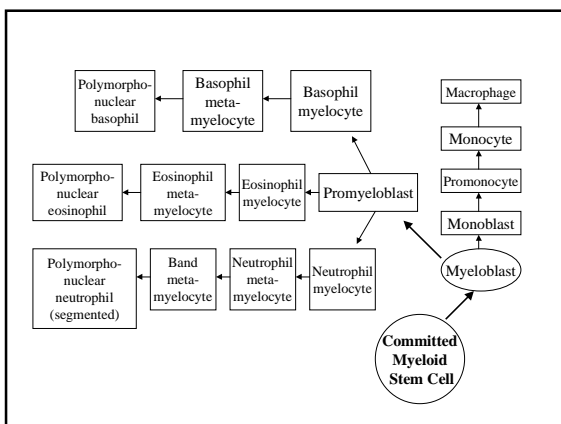 Polymorpho-
nuclear
basophil
Basophil
meta-
myelocyte
Basophil
myelocyte
Macrophage
Monocyte
Promonocyte
Monoblast
Myeloblast
Polymorpho-
nuclear
eosinophil
Eosinophil
meta-
myelocyte
Eosinophil
myelocyte
Promyeloblast
Polymorpho-
nuclear
neutrophil
(segmented)
Band
meta-
myelocyte
Neutrophil
meta-
myelocyte
Neutrophil
myelocyte
Committed
Myeloid
Stem Cell